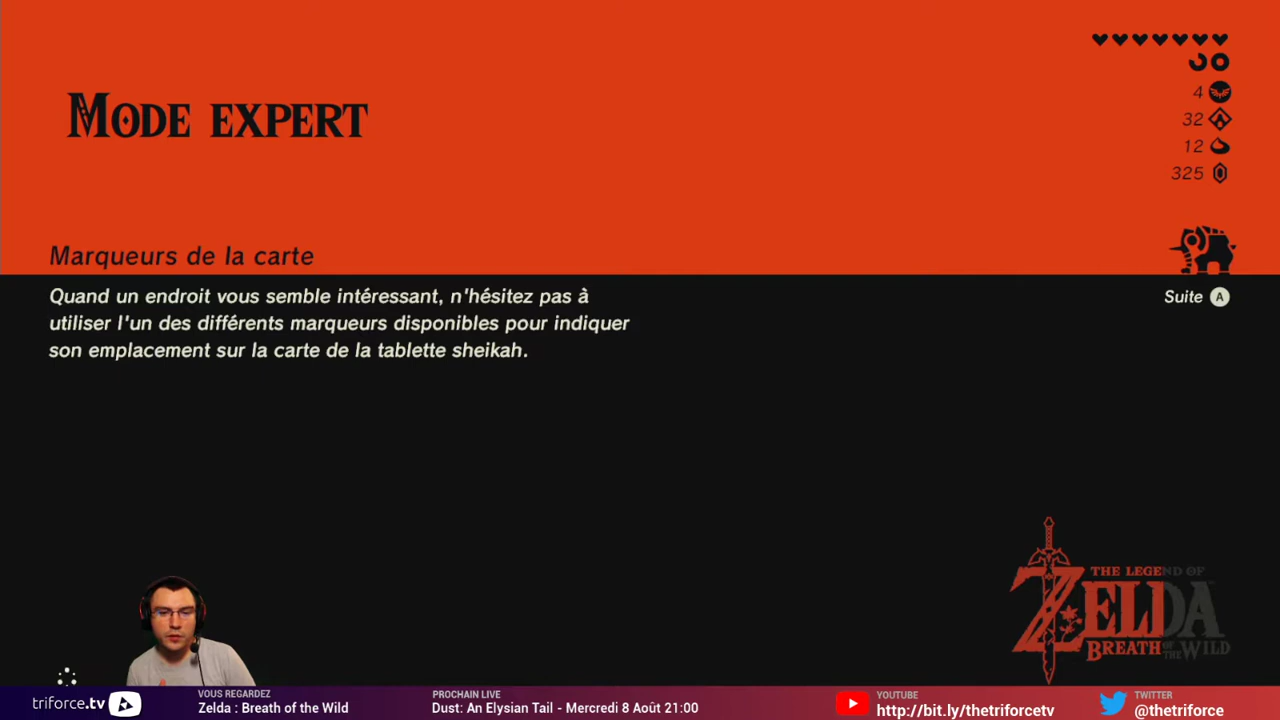 Mode expert
4
32
12
325
Marqueurs de la carte
Quand un endroit vous semble intéressant, n'hésitez pas à
utiliser l'un des différents marqueurs disponibles pour indiquer
son emplacement sur la carte de la tablette sheikah.
Suite A
THE LEGEND OF
ZELDA
BREATH OF THE WILD
triforce.tv
VOUS REGARDEZ
Zelda : Breath of the Wild
PROCHAIN LIVE
Dust: An Elysian Tail - Mercredi 8 Août 21:00
YOUTUBE
http://bit.ly/thetriforcetv
TWITTER
@thetriforce